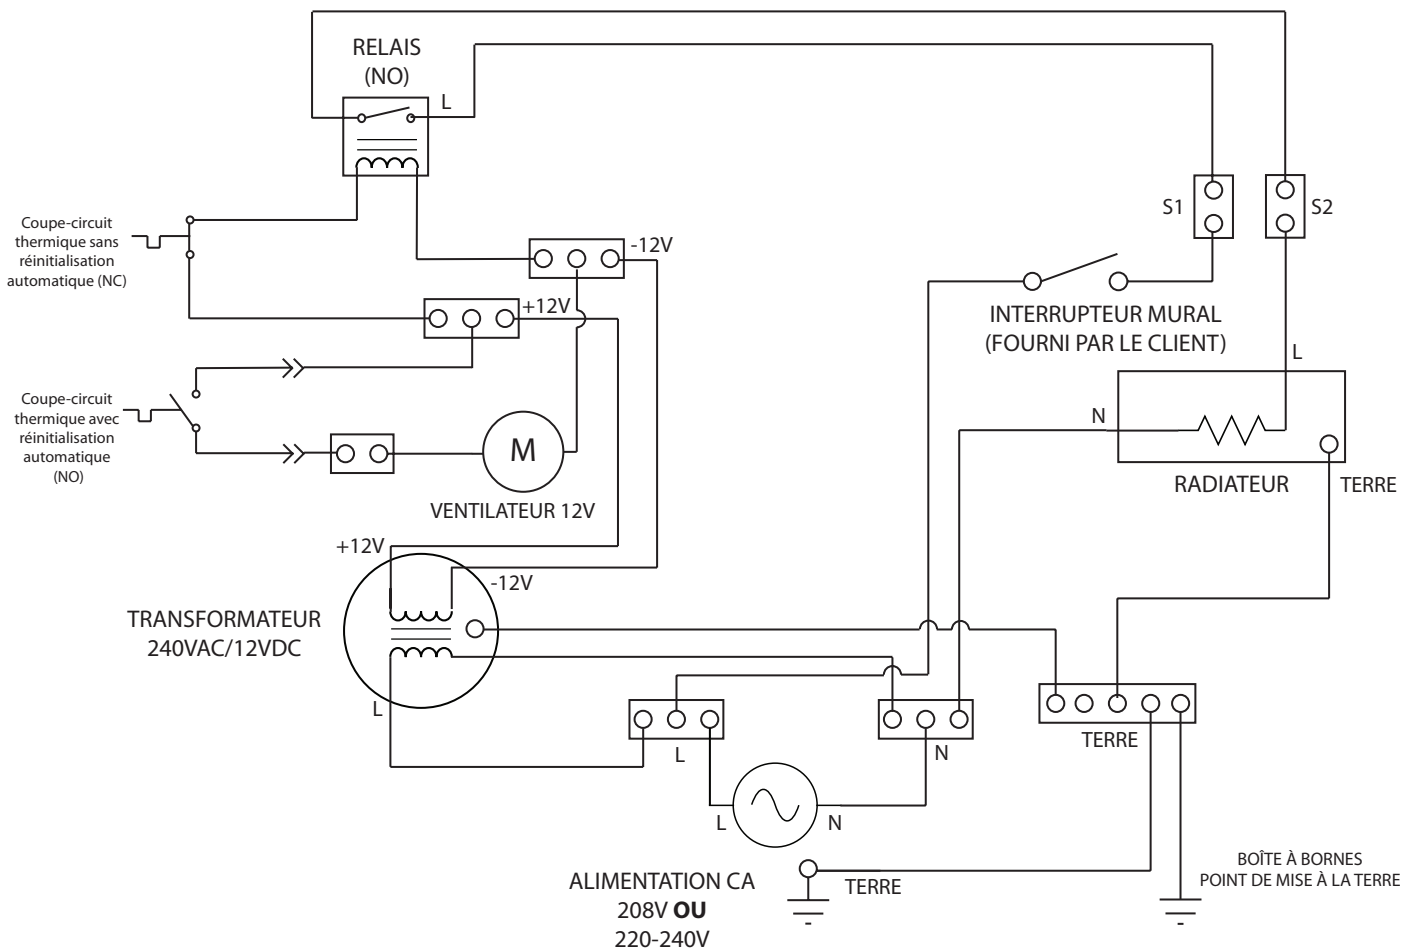 RELAIS
(NO)
L
S1
S2
Coupe-circuit
thermique sans
réinitialisation
automatique (NC)
-12V
+12V
INTERRUPTEUR MURAL
(FOURNI PAR LE CLIENT)
L
N
Coupe-circuit
thermique avec
réinitialisation
automatique
(NO)
M
VENTILATEUR 12V
RADIATEUR
TERRE
+12V
-12V
TRANSFORMATEUR
240VAC/12VDC
L
L
N
TERRE
L
N
ALIMENTATION CA
208V OU
220-240V
TERRE
BOÎTE À BORNES
POINT DE MISE À LA TERRE